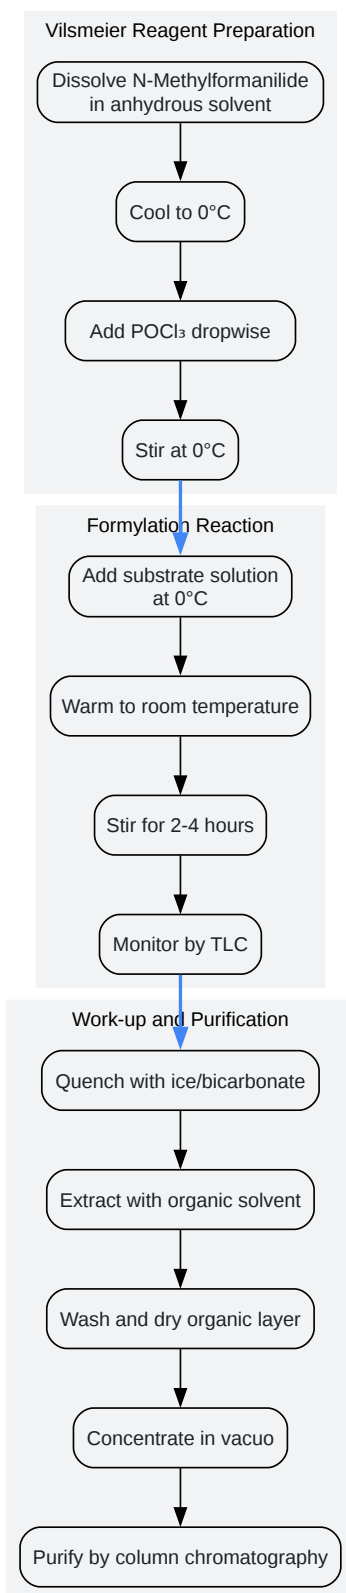 Vilsmeier Reagent Preparation
Dissolve N-Methylformanilide
in anhydrous solvent
Cool to 0°C
Add POCl₃ dropwise
Stir at 0°C
Formylation Reaction
Add substrate solution
at 0°C
Warm to room temperature
Stir for 2-4 hours
Monitor by TLC
Work-up and Purification
Quench with ice/bicarbonate
Extract with organic solvent
Wash and dry organic layer
Concentrate in vacuo
Purify by column chromatography